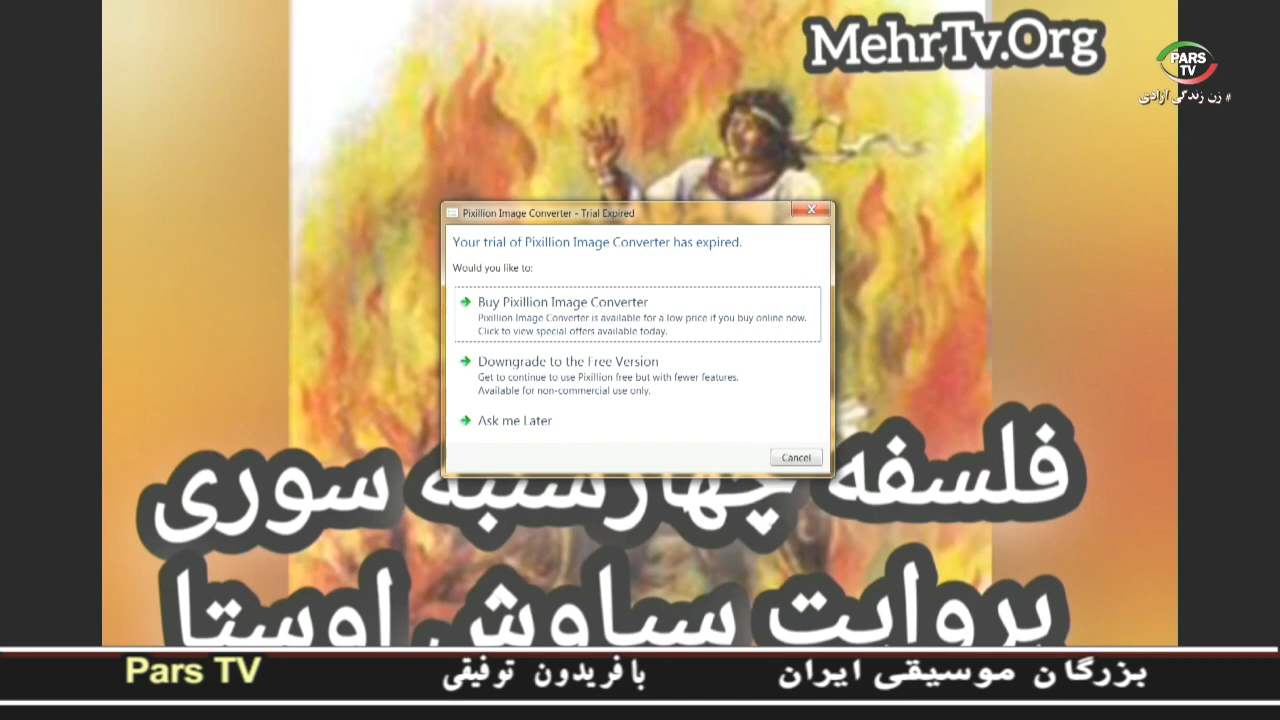 MehrTv.Org
PARS
TV
# زن زندگی آزادی
Pixillion Image Converter - Trial Expired
Your trial of Pixillion Image Converter has expired.
Would you like to:
Buy Pixillion Image Converter
Pixillion Image Converter is available for a low price if you buy online now.
Click to view special offers available today.
Downgrade to the Free Version
Get to continue to use Pixillion free but with fewer features.
Available for non-commercial use only.
Ask me Later
Cancel
فلسفه چهارشنبه سوری
بروایت سیاوش اوستا
بزرگان موسیقی ایران با فریدون توفیقی Pars TV